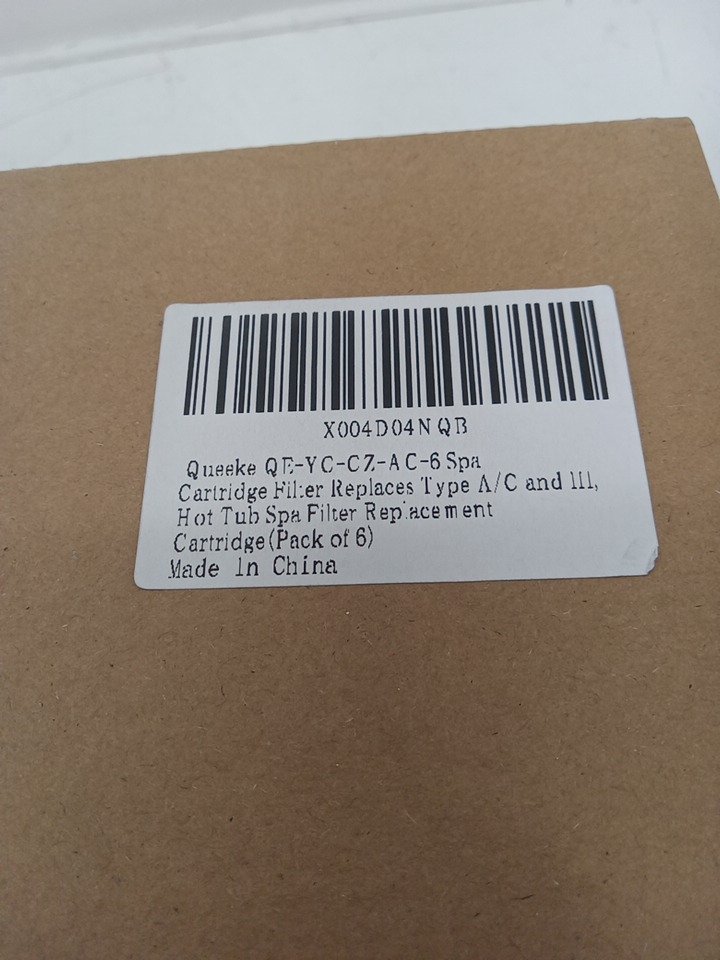 X004D04NQB
Queeke QE-YC-CZ-AC-6 Spa
Cartridge Filter Replaces Type A/C and III,
Hot Tub Spa Filter Replacement
Cartridge(Pack of 6)
Made In China